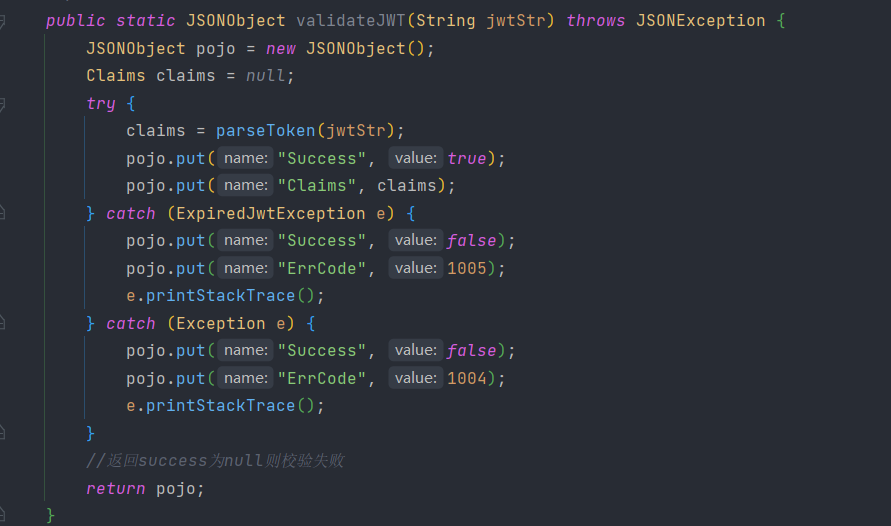 public static JSONObject validateJWT(String jwtStr) throws JSONException {
JSONObject pojo = new JSONObject();
Claims claims = null;
try {
claims = parseToken(jwtStr);
pojo.put( name: "Success", value: true);
pojo.put( name: "Claims", claims);
} catch (ExpiredJwtException e) {
pojo.put( name: "Success", value: false);
pojo.put( name: "ErrCode", value: 1005);
e.printStackTrace();
} catch (Exception e) {
pojo.put( name: "Success", value: false);
pojo.put( name: "ErrCode", value: 1004);
e.printStackTrace();
}
//返回success为null则校验失败
return pojo;
}